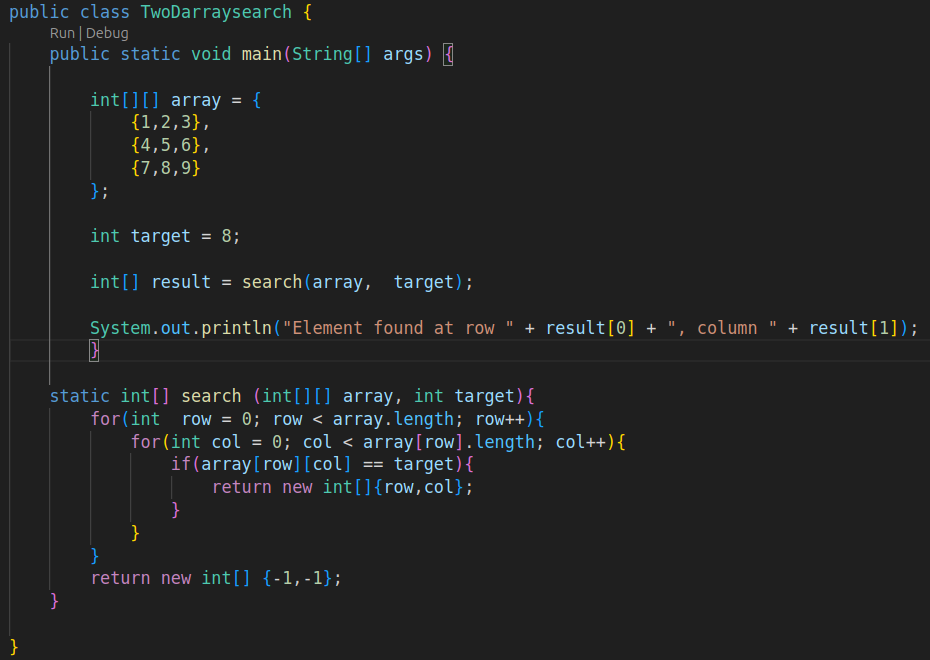 public class TwoDarraysearch {
    Run | Debug
    public static void main(String[] args) {

        int[][] array = {
            {1,2,3},
            {4,5,6},
            {7,8,9}
        };

        int target = 8;

        int[] result = search(array,  target);

        System.out.println("Element found at row " + result[0] + ", column " + result[1]);
        }

    static int[] search (int[][] array, int target){
        for(int  row = 0; row < array.length; row++){
            for(int col = 0; col < array[row].length; col++){
                if(array[row][col] == target){
                    return new int[]{row,col};
                }
            }
        }
        return new int[] {-1,-1};
    }

}